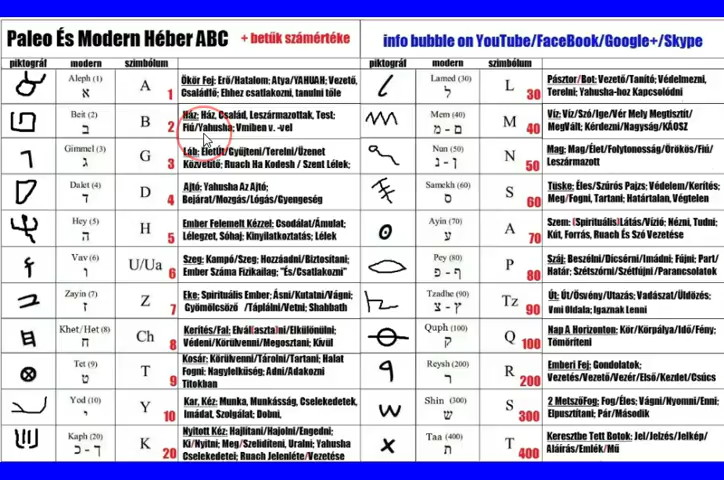 Paleo És Modern Héber ABC + betűk számértéke
info bubble on YouTube/FaceBook/Google+/Skype
piktográf modern szimbólum
Aleph (1)
א
A 1
Ökör Fej; Erő/Hatalom; Atya/YAHUAH; Vezető,
Családfő; Ehhez csatlakozni, tanulni tőle
Beit (2)
ב
B 2
Ház; Ház, Család, Leszármazottak, Test;
Fiú/Yahusha; Vmiben v. -vel
Gimmel (3)
ג
G 3
Láb; ÉletÚt/Gyűjteni/Terelni/Üzenet
Közvetítő; Ruach Ha Kodesh / Szent Lélek;
Dalet (4)
ד
D 4
Ajtó; Yahusha Az Ajtó;
Bejárat/Mozgás/Lógás/Gyengeség
Hey (5)
ה
H 5
Ember Felemelt Kézzel; Csodálat/Ámulat;
Lélegzet, Sóhaj; Kinyilatkoztatás; Lélek
Vav (6)
ו
U/Ua 6
Szeg; Kampó/Szeg; Hozzáadni/Biztosítani;
Ember Száma Fizikailag; "És/Csatlakozni"
Zayin (7)
ז
Z 7
Eke; Spirituális Ember; Ásni/Kutatni/Vágni;
Gyümölcsöző /Táplálni/Vetni; Shabbath
Khet/Het (8)
ח
Ch 8
Kerítés/Fal; Elvál(aszta)ni/Elkülönülni,
Védeni/Körülvenni/Megosztani; Kívül
Tet (9)
ט
T 9
Kosár; Körülvenni/Tárolni/Tartani; Halat
Fogni; Nagylelkűség; Adni/Adakozni
Titokban
Yod (10)
י
Y 10
Kar, Kéz; Munka, Munkásság, Cselekedetek,
Imádat, Szolgálat; Dobni,
Kaph (20)
ך - כ
K 20
Nyitott Kéz; Hajlítani/Hajolni/Engedni;
Ki/Nyitni; Meg/Szelidíteni, Uralni; Yahusha
Cselekedetei; Ruach Jelenléte/Vezetése
piktográf modern szimbólum
Lamed (30)
ל
L 30
Pásztor/Bot; Vezető/Tanító; Védelmezni,
Terelni; Yahusha-hoz Kapcsolódni
Mem (40)
ם - מ
M 40
Víz; Víz/Szó/Ige/Vér Mely Megtisztít/
MegVált; Kérdezni/Nagyság/KÁOSZ
Nun (50)
ן - נ
N 50
Mag; Mag/Élet/Folytonosság/Örökös/Fiú/
Leszármazott
Samekh (60)
ס
S 60
Tüske; Éles/Szúrós Pajzs; Védelem/Kerítés;
Meg/Fogni, Tartani; Határtalan, Végtelen
Ayin (70)
ע
A 70
Szem; (Spirituális)Látás/Vízió; Nézni, Tudni;
Kút, Forrás, Ruach És Szó Vezetése
Pey (80)
ף - פ
P 80
Száj; Beszélni/Dicsérni/Imádni; Fújni; Part/
Határ; Szétszórni/Szétfújni/Parancsolatok
Tzadhe (90)
ץ - צ
Tz 90
Út; Út/Ösvény/Utazás; Vadászat/Üldözés;
Vmi Oldala; Igaznak Lenni
Quph (100)
ק
Q 100
Nap A Horizonton; Kör/Körpálya/Idő/Fény;
Tömöríteni
Reysh (200)
ר
R 200
Emberi Fej; Gondolatok;
Vezetés/Vezető/Vezér/Első/Kezdet/Csúcs
Shin (300)
ש
S 300
2 MetszőFog; Fog/Éles; Vágni/Nyomni/Enni;
Elpusztítani; Pár/Második
Taa (400)
ת
T 400
Keresztbe Tett Botok; Jel/Jelzés/Jelkép/
Aláírás/Emlék/Mű